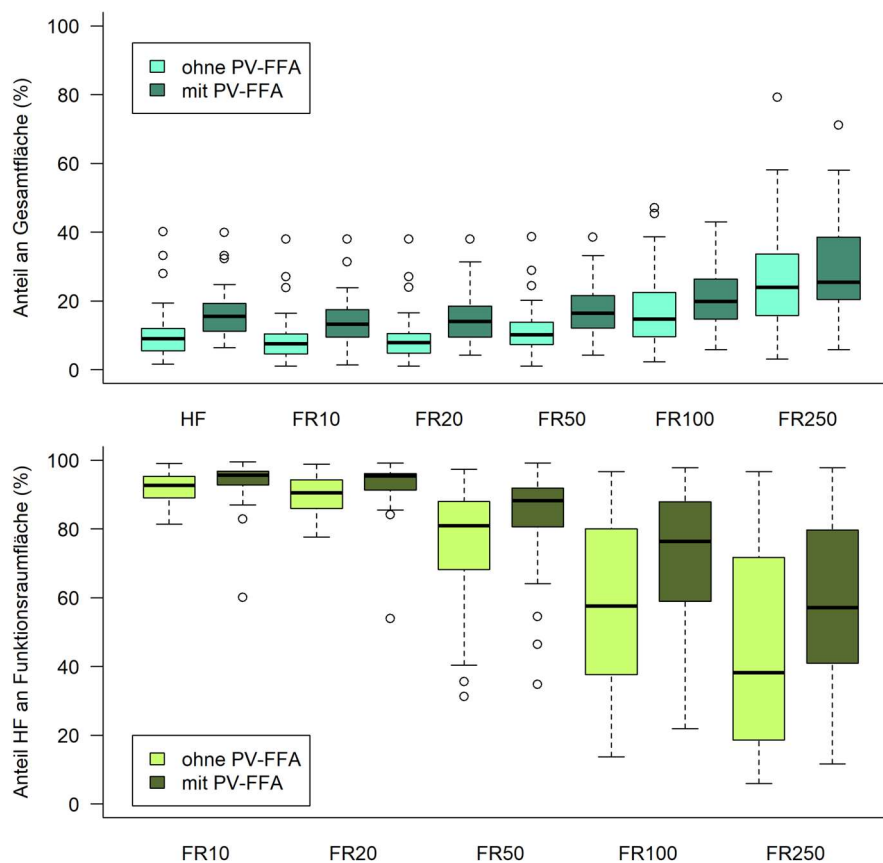 Anteil an Gesamtfläche (%)
100
80
60
40
20
0
ohne PV-FFA
mit PV-FFA
HF FR10 FR20 FR50 FR100 FR250
Anteil HF an Funktionsraumfläche (%)
100
80
60
40
20
0
ohne PV-FFA
mit PV-FFA
FR10 FR20 FR50 FR100 FR250